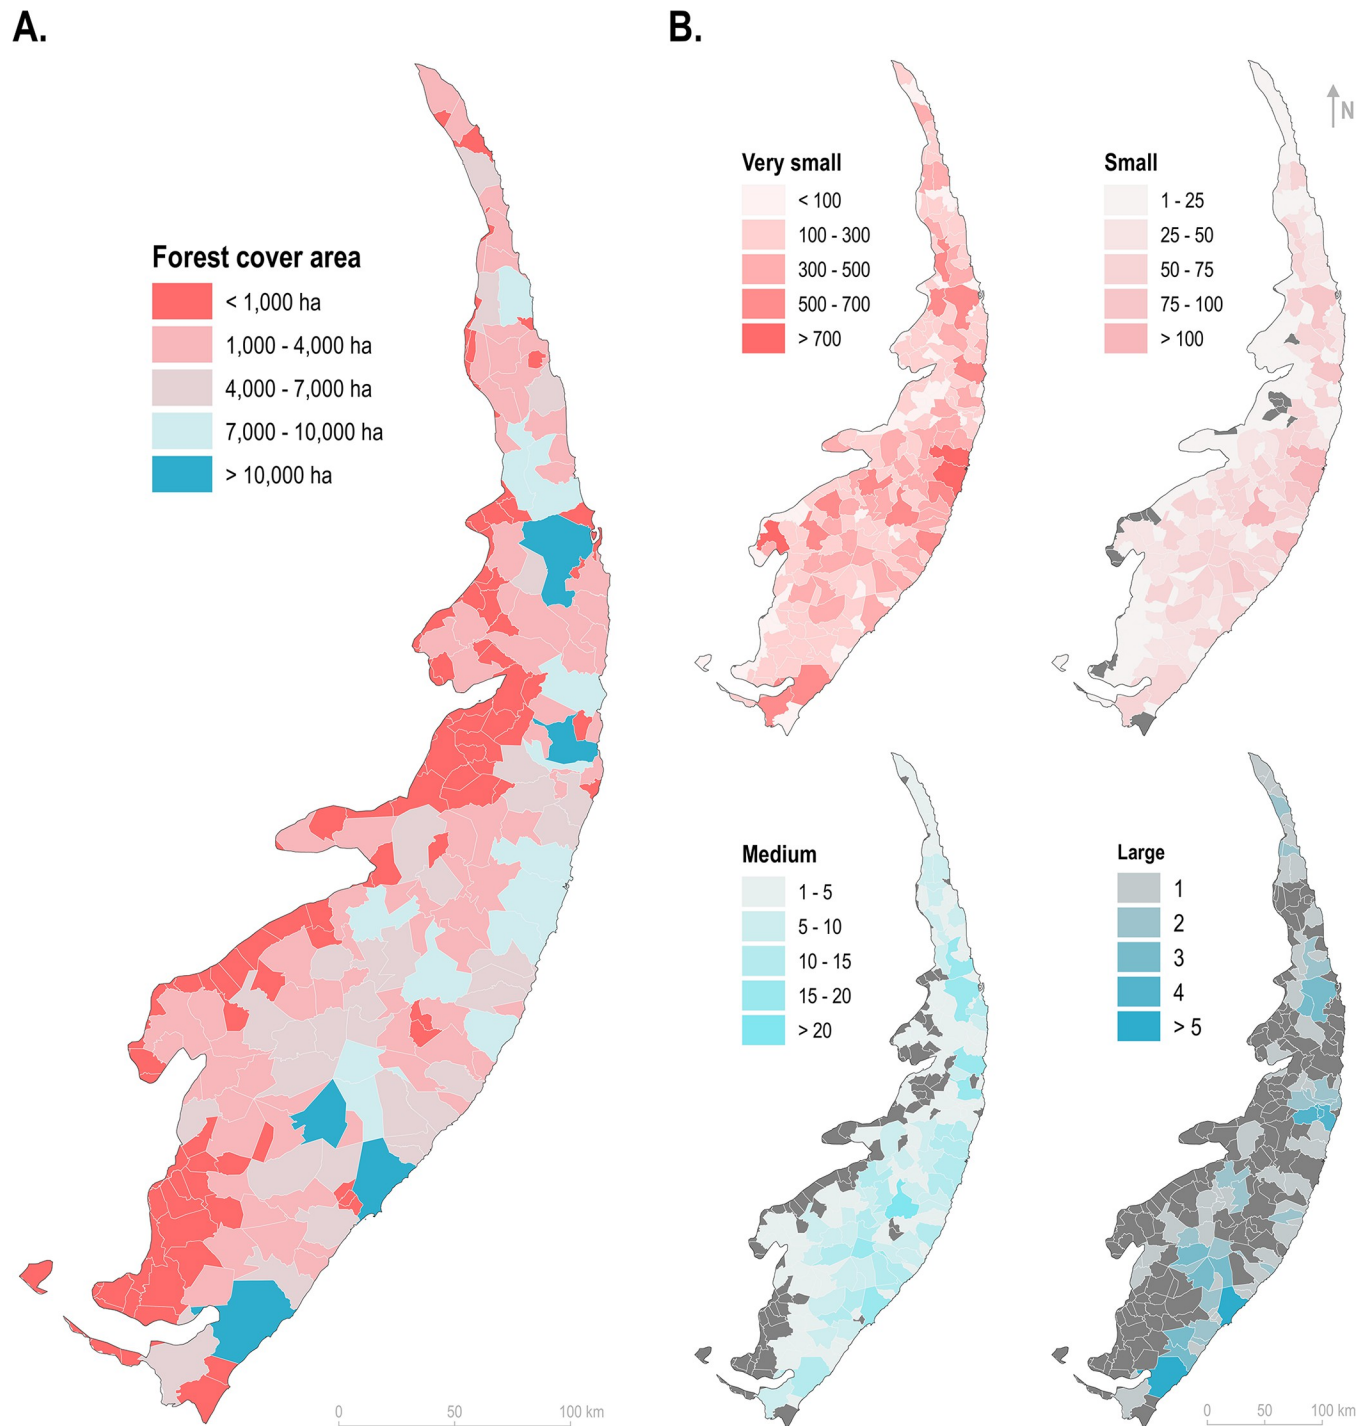 A.
B.
N
Forest cover area
< 1,000 ha
1,000 - 4,000 ha
4,000 - 7,000 ha
7,000 - 10,000 ha
> 10,000 ha
0 50 100 km
Very small
< 100
100 - 300
300 - 500
500 - 700
> 700
Small
1 - 25
25 - 50
50 - 75
75 - 100
> 100
Medium
1 - 5
5 - 10
10 - 15
15 - 20
> 20
Large
1
2
3
4
> 5
0 50 100 km